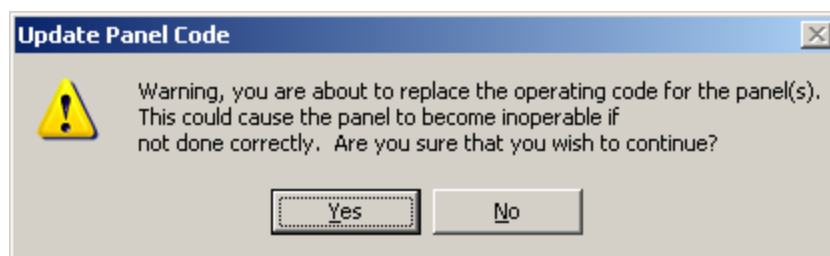 Update Panel Code
Warning, you are about to replace the operating code for the panel(s).
This could cause the panel to become inoperable if
not done correctly.  Are you sure that you wish to continue?
Yes No